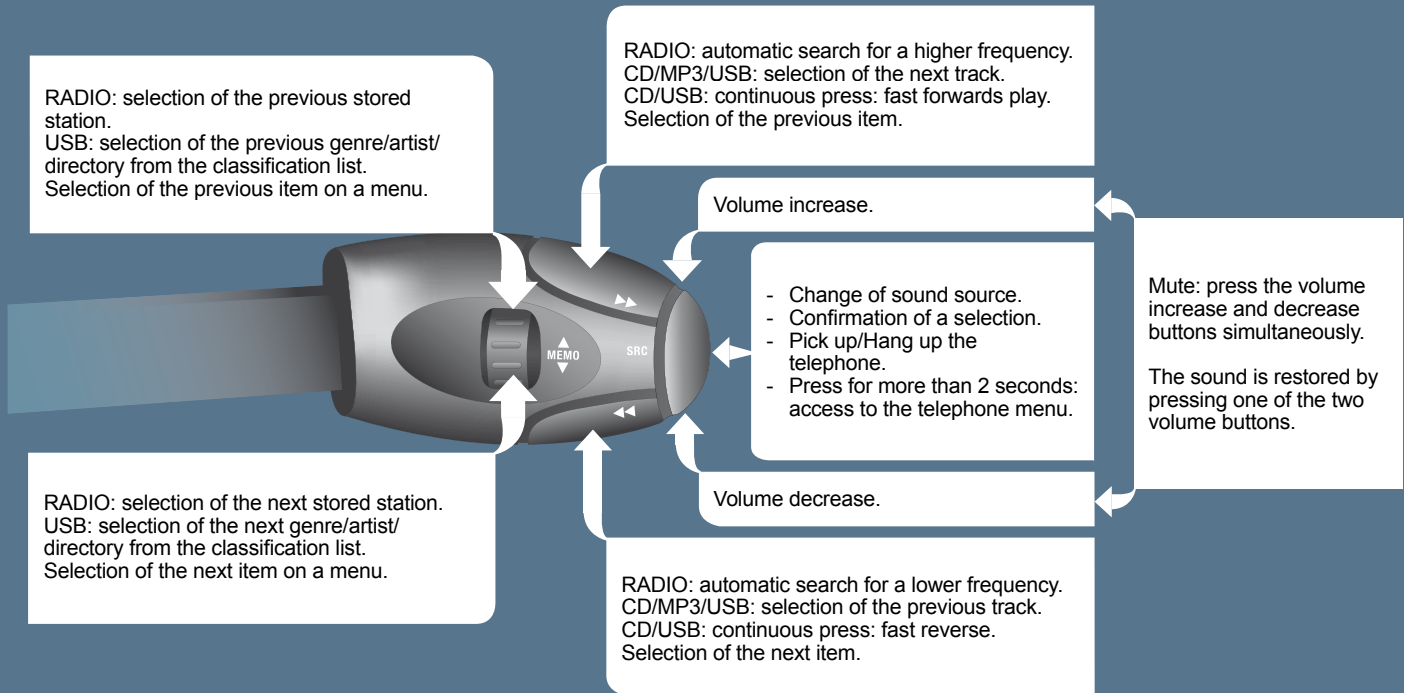 RADIO: selection of the previous stored
station.
USB: selection of the previous genre/artist/
directory from the classification list.
Selection of the previous item on a menu.
RADIO: automatic search for a higher frequency.
CD/MP3/USB: selection of the next track.
CD/USB: continuous press: fast forwards play.
Selection of the previous item.
Volume increase.
- Change of sound source.
- Confirmation of a selection.
- Pick up/Hang up the
telephone.
- Press for more than 2 seconds:
access to the telephone menu.
Mute: press the volume
increase and decrease
buttons simultaneously.
The sound is restored by
pressing one of the two
volume buttons.
MEMO
SRC
Volume decrease.
RADIO: selection of the next stored station.
USB: selection of the next genre/artist/
directory from the classification list.
Selection of the next item on a menu.
RADIO: automatic search for a lower frequency.
CD/MP3/USB: selection of the previous track.
CD/USB: continuous press: fast reverse.
Selection of the next item.